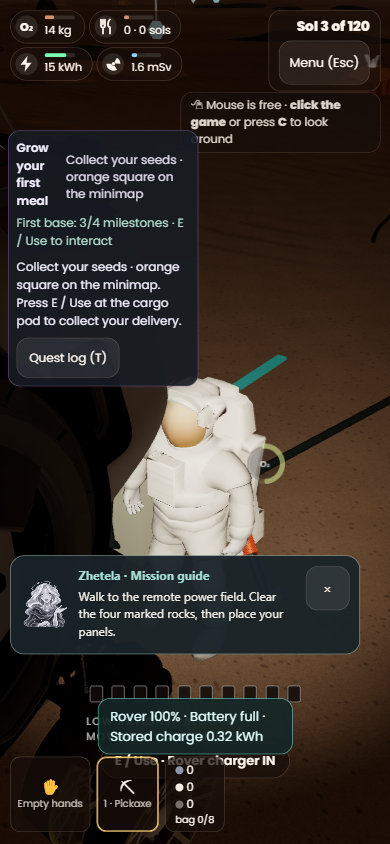 O₂ 14 kg
0 · 0 sols
15 kWh
1.6 mSv
Sol 3 of 120
Menu (Esc)
Mouse is free · click the
game or press C to look
around
Grow
your
first
meal
Collect your seeds ·
orange square on
the minimap
First base: 3/4 milestones · E
/ Use to interact
Collect your seeds · orange
square on the minimap.
Press E / Use at the cargo
pod to collect your delivery.
Quest log (T)
O₂
Zhetela · Mission guide
Walk to the remote power field. Clear
the four marked rocks, then place your
panels.
×
Rover 100% · Battery full ·
Stored charge 0.32 kWh
E / Use · Rover charger IN
Empty hands
1 · Pickaxe
0
0
0
bag 0/8